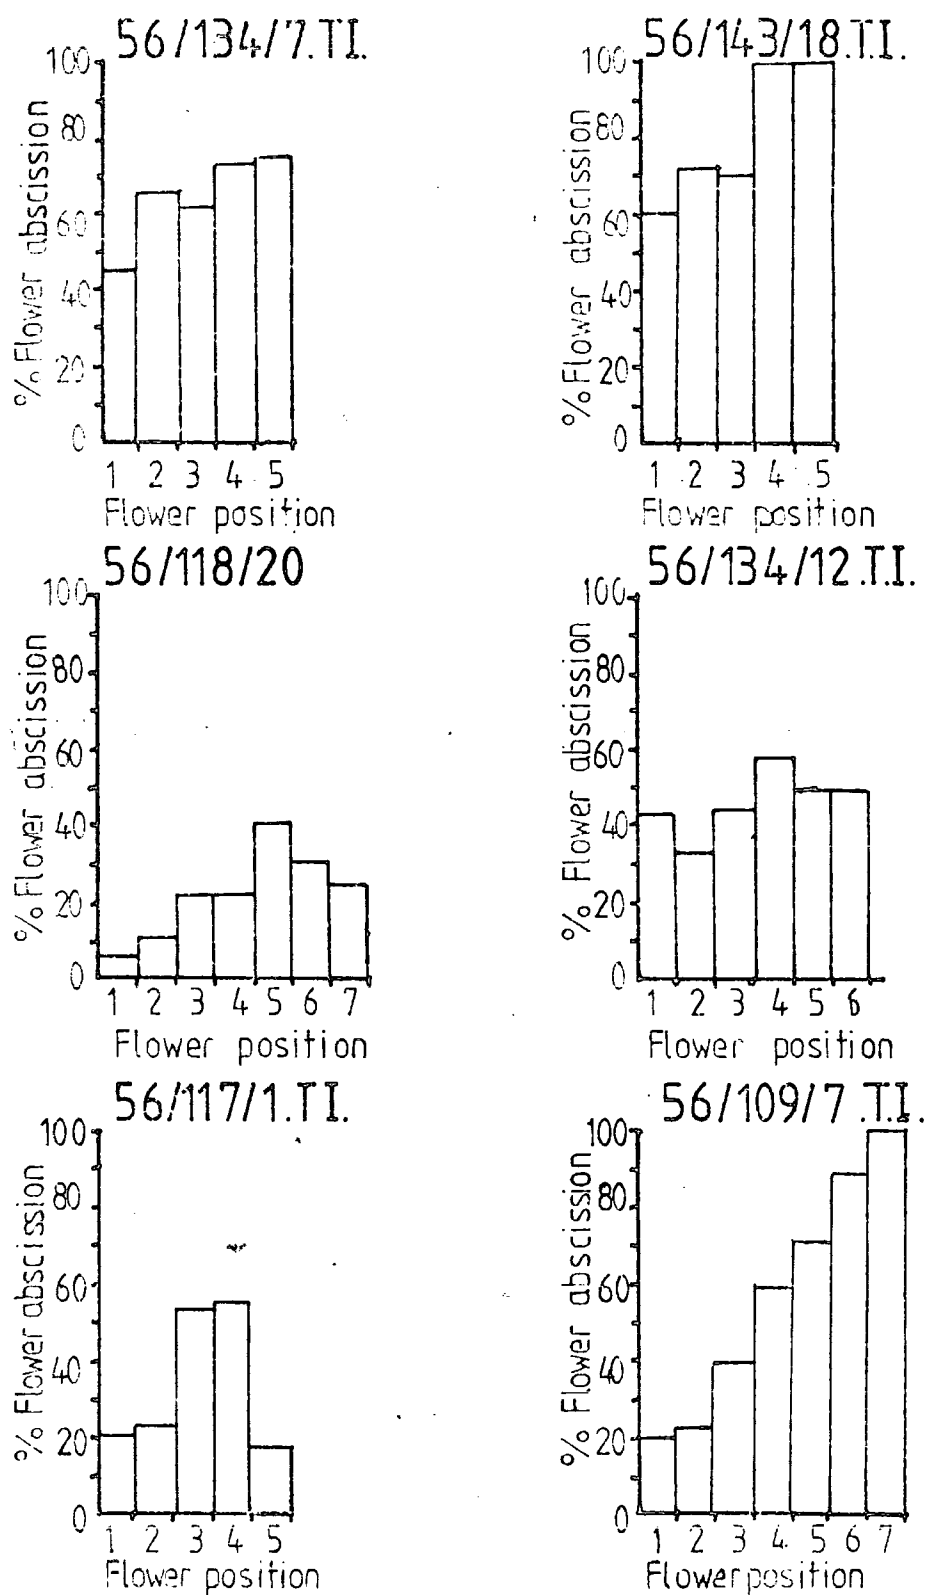 56/134/7.T.I.
% Flower abscission
100
80
60
40
20
0
1 2 3 4 5
Flower position
56/143/18.T.I.
% Flower abscission
100
80
60
40
20
0
1 2 3 4 5
Flower position
56/118/20
% Flower abscission
100
80
60
40
20
0
1 2 3 4 5 6 7
Flower position
56/134/12.T.I.
% Flower abscission
100
80
60
40
20
0
1 2 3 4 5 6
Flower position
56/117/1.T.I.
% Flower abscission
100
80
60
40
20
0
1 2 3 4 5
Flower position
56/109/7.T.I.
% Flower abscission
100
80
60
40
20
0
1 2 3 4 5 6 7
Flower position